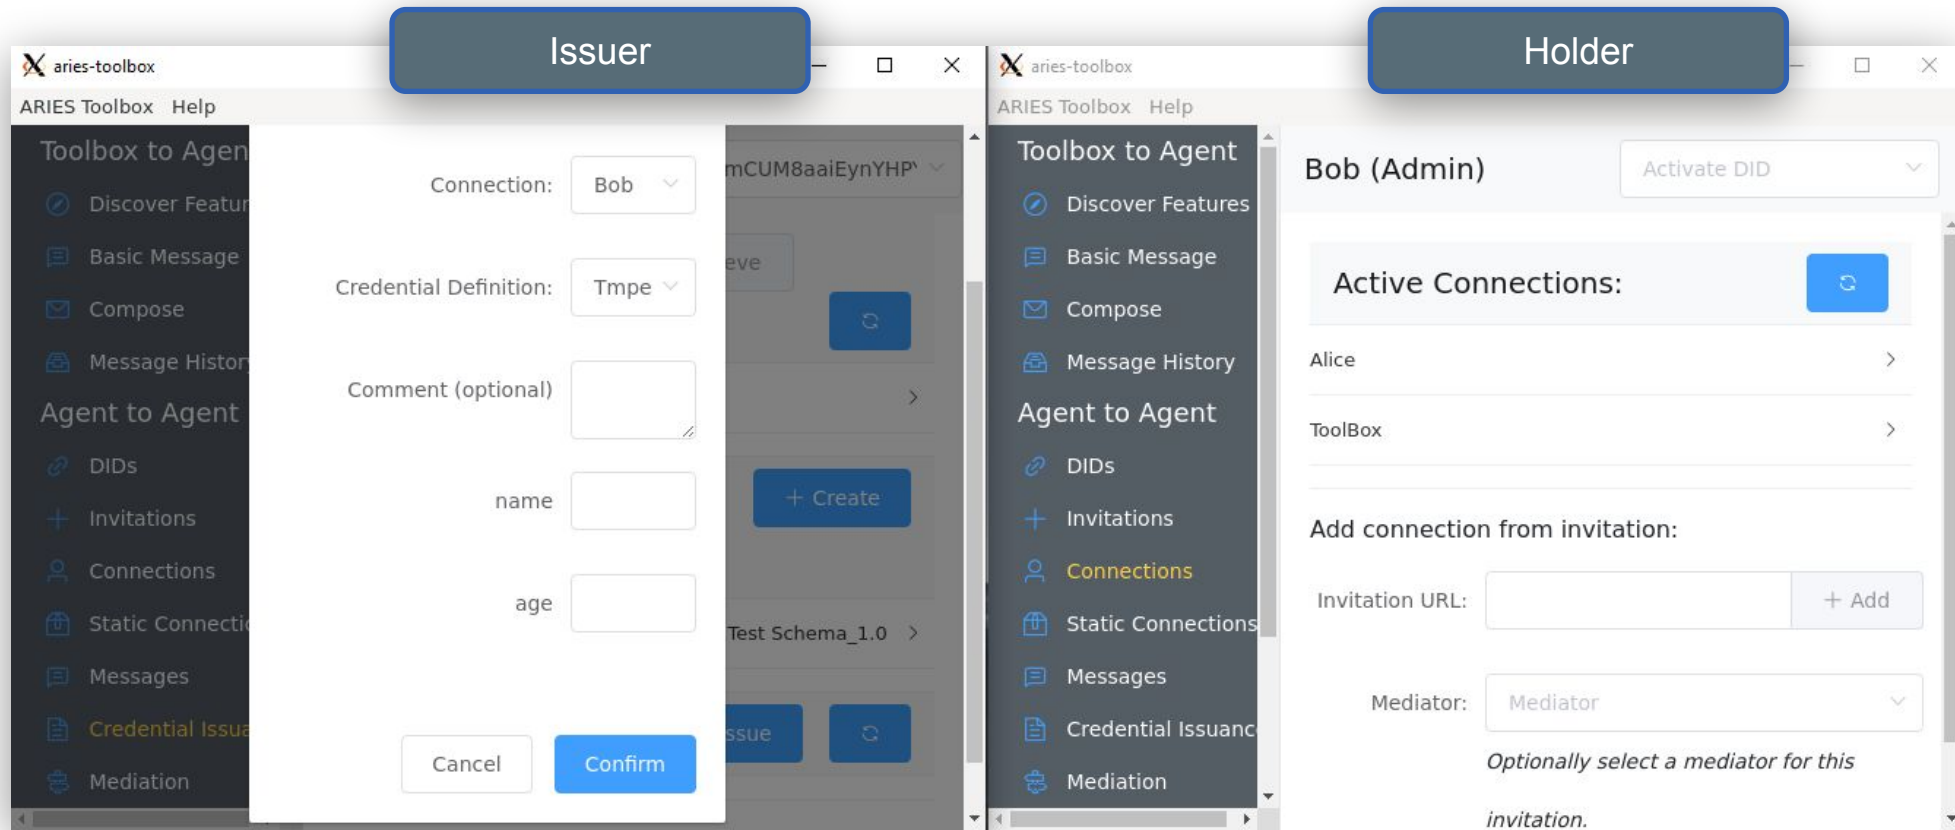 Issuer
aries-toolbox
ARIES Toolbox Help
Toolbox to Agen
Discover Featur
Basic Message
Compose
Message History
Agent to Agent
DIDs
Invitations
Connections
Static Connectio
Messages
Credential Issua
Mediation
Connection: Bob
Credential Definition: Tmpe
Comment (optional)
name
age
Cancel Confirm
mCUM8aaiEynYHP
eve
+ Create
Test Schema_1.0
ssue
Holder
aries-toolbox
ARIES Toolbox Help
Toolbox to Agent
Discover Features
Basic Message
Compose
Message History
Agent to Agent
DIDs
Invitations
Connections
Static Connections
Messages
Credential Issuanc
Mediation
Bob (Admin) Activate DID
Active Connections:
Alice
ToolBox
Add connection from invitation:
Invitation URL: + Add
Mediator: Mediator
Optionally select a mediator for this
invitation.